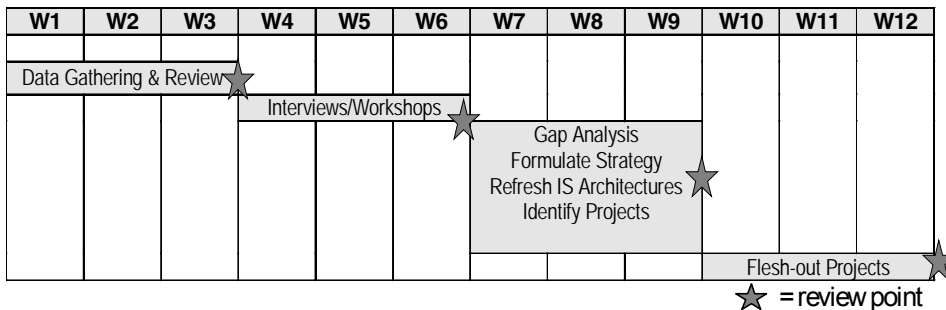 W1 W2 W3 W4 W5 W6 W7 W8 W9 W10 W11 W12
Data Gathering & Review
Interviews/Workshops
Gap Analysis
Formulate Strategy
Refresh IS Architectures
Identify Projects
Flesh-out Projects
= review point